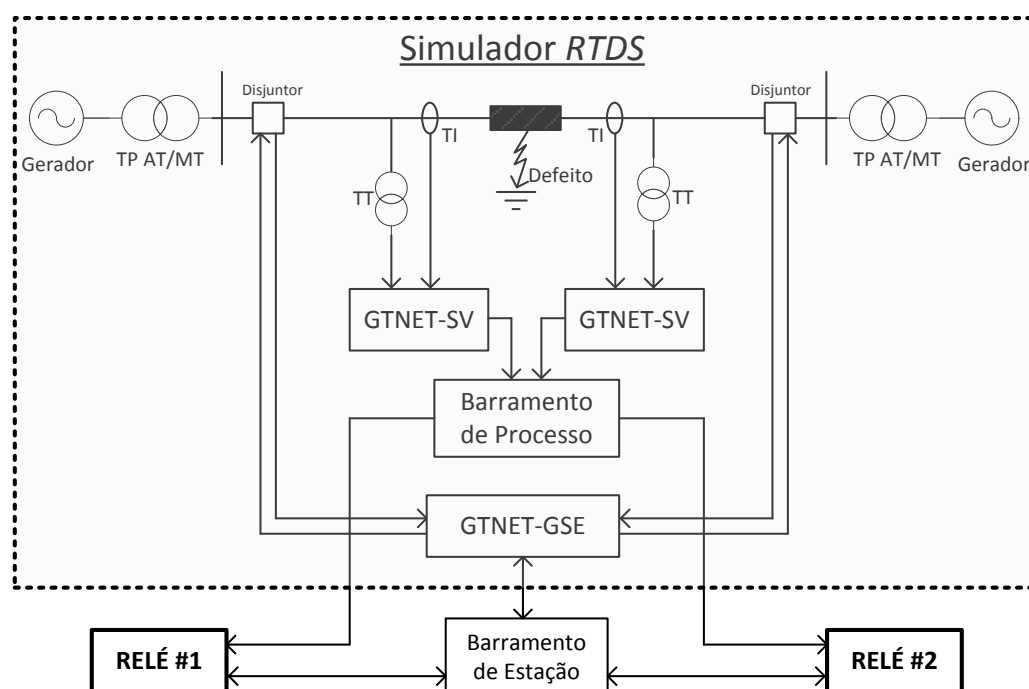 Simulador RTDS
Disjuntor
Disjuntor
Gerador
TP AT/MT
TI
TI
TP AT/MT
Gerador
Defeito
TT
TT
GTNET-SV
GTNET-SV
Barramento
de Processo
GTNET-GSE
RELÉ #1
Barramento
de Estação
RELÉ #2